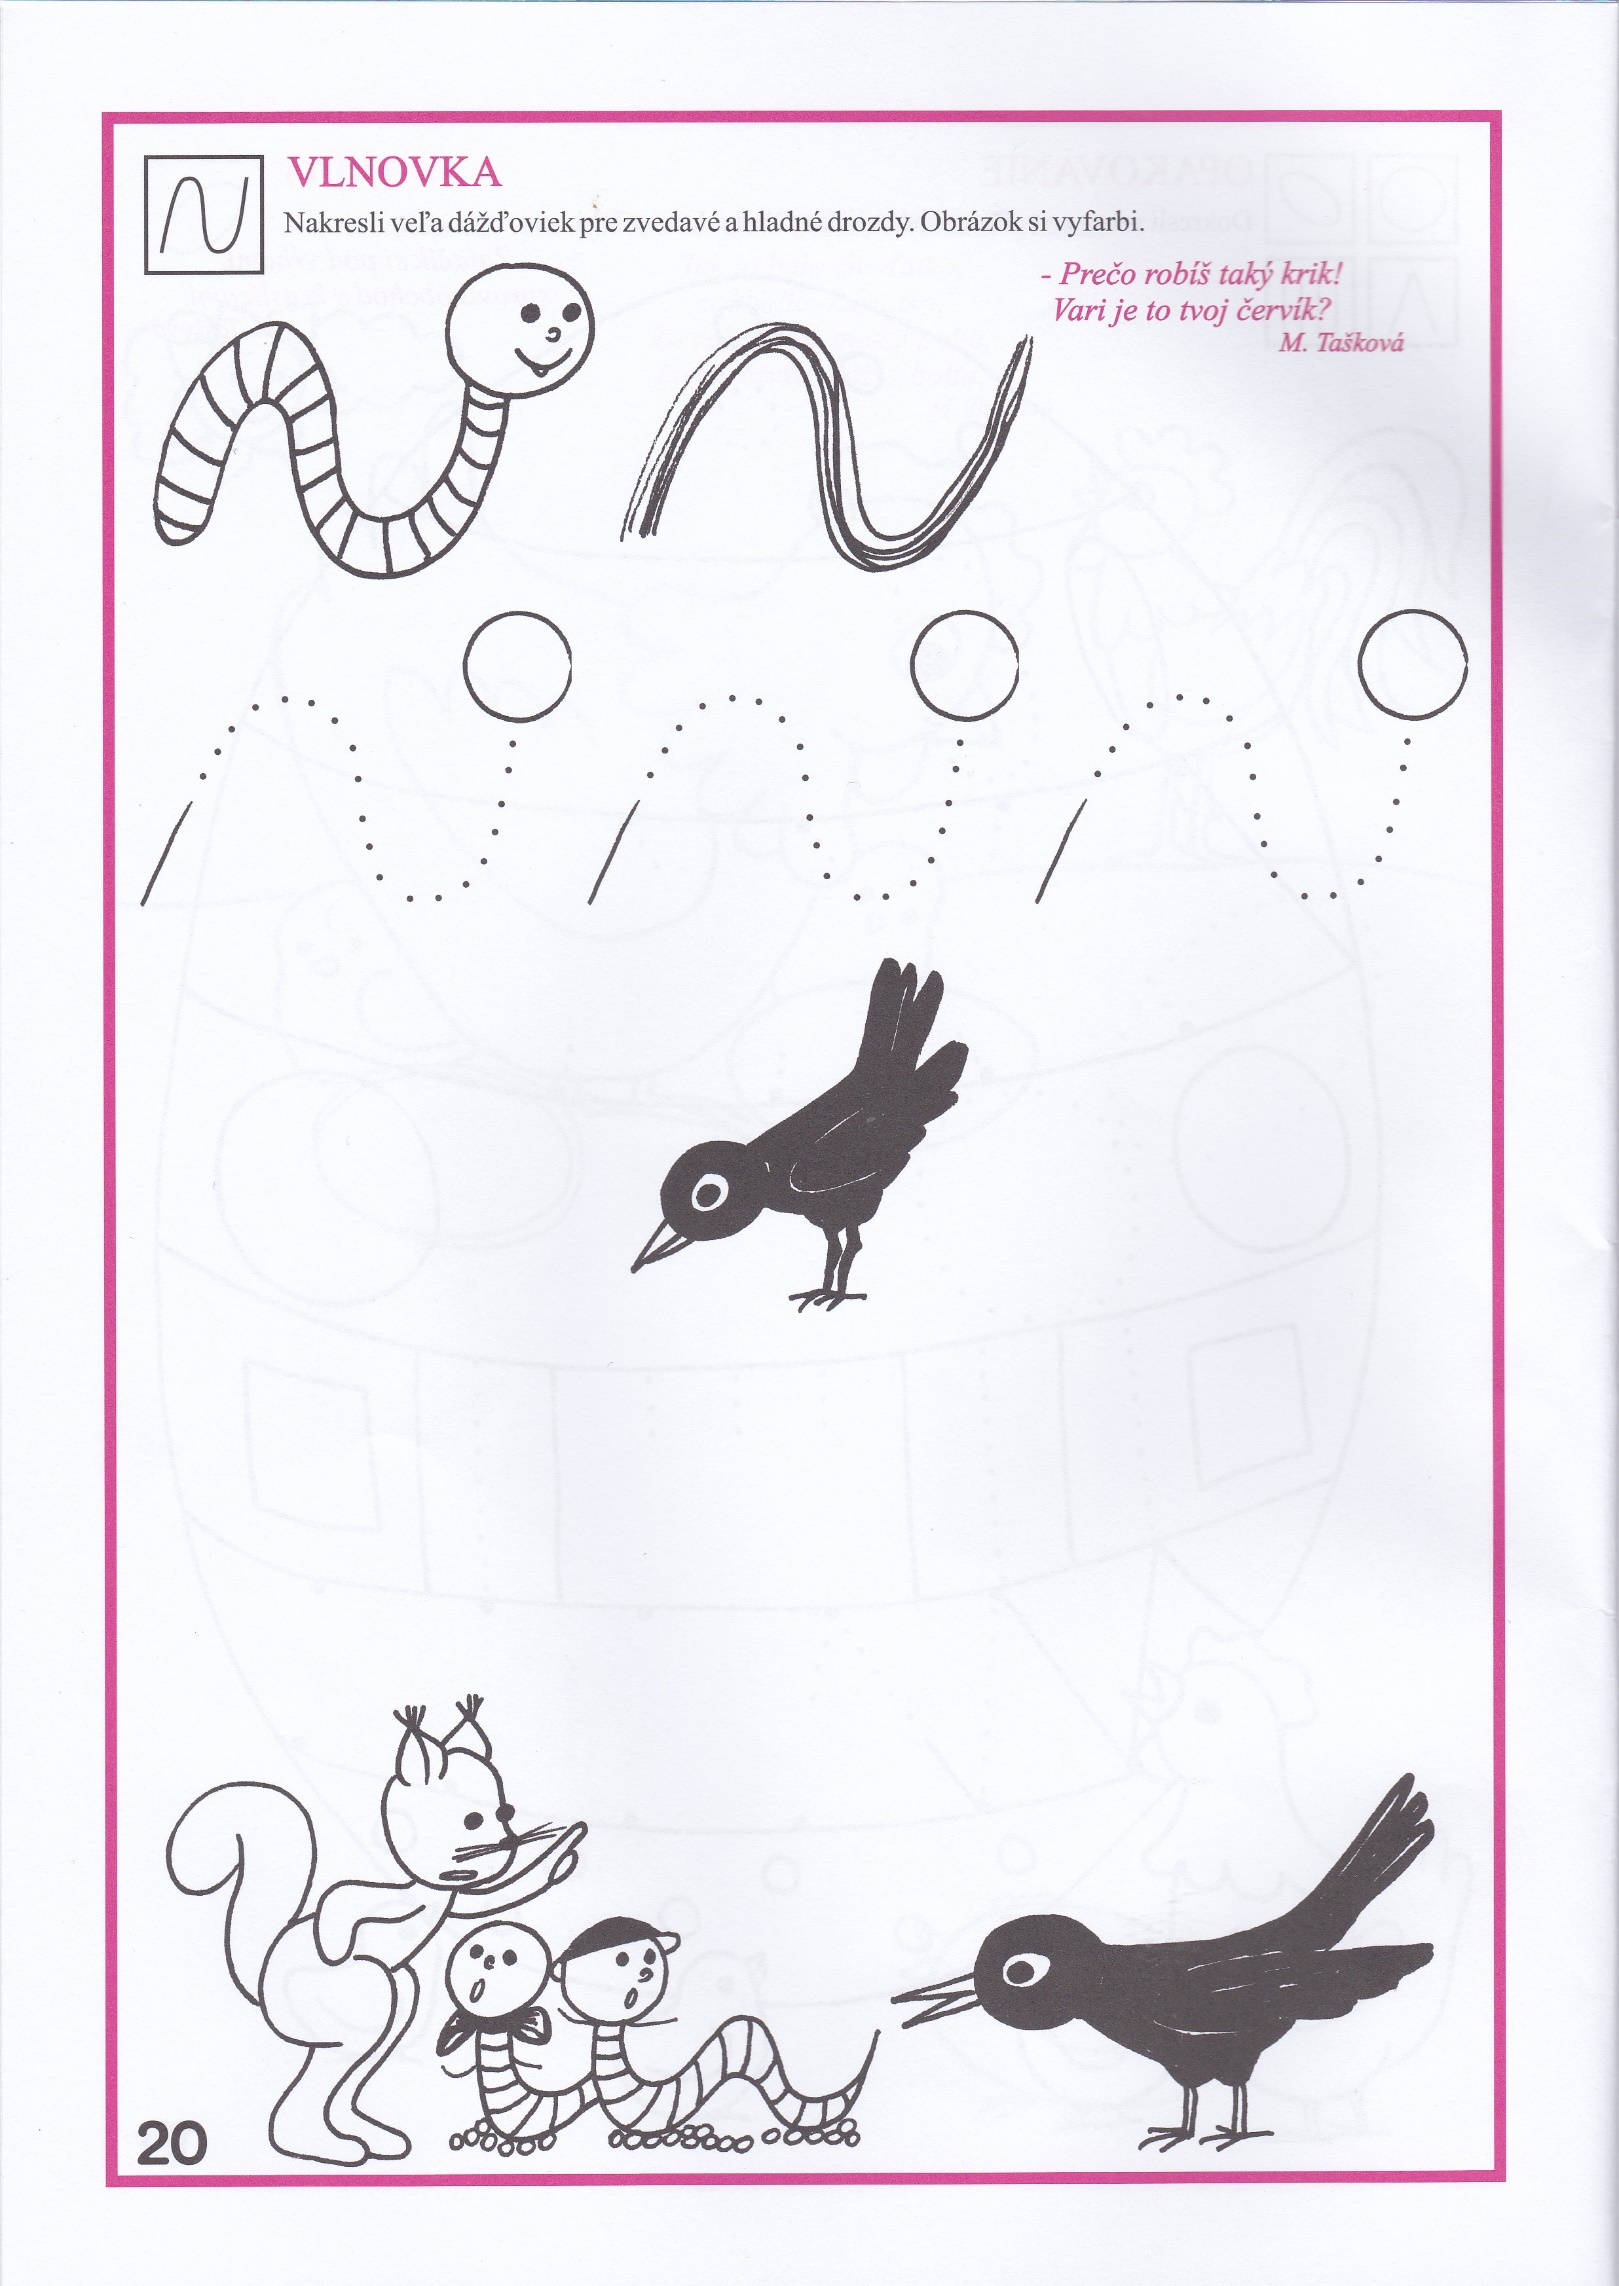 VLNOVKA
Nakresli veľa dážďoviek pre zvedavé a hladné drozdy. Obrázok si vyfarbi.
- Prečo robíš taký krik!
Vari je to tvoj červík?
M. Tašková
20